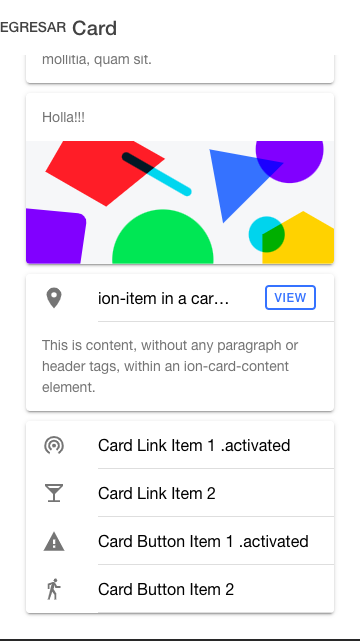 EGRESAR Card
mollitia, quam sit.
Holla!!!
ion-item in a car…
VIEW
This is content, without any paragraph or
header tags, within an ion-card-content
element.
Card Link Item 1 .activated
Card Link Item 2
Card Button Item 1 .activated
Card Button Item 2